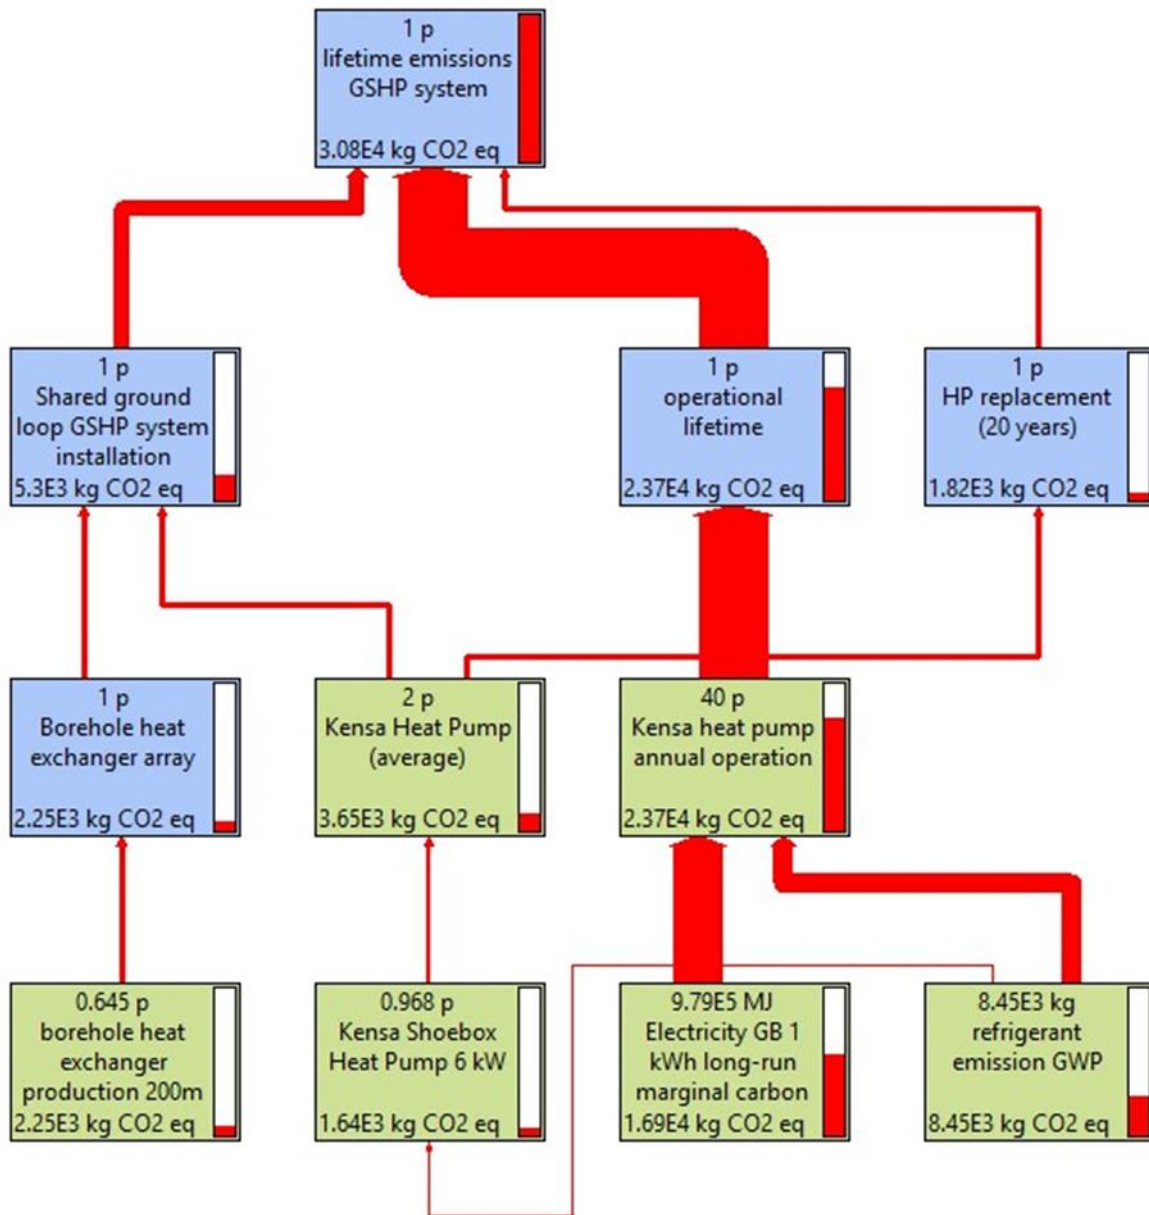 1 p
lifetime emissions
GSHP system
3.08E4 kg CO2 eq
1 p
Shared ground
loop GSHP system
installation
5.3E3 kg CO2 eq
1 p
operational
lifetime
2.37E4 kg CO2 eq
1 p
HP replacement
(20 years)
1.82E3 kg CO2 eq
1 p
Borehole heat
exchanger array
2.25E3 kg CO2 eq
2 p
Kensa Heat Pump
(average)
3.65E3 kg CO2 eq
40 p
Kensa heat pump
annual operation
2.37E4 kg CO2 eq
0.645 p
borehole heat
exchanger
production 200m
2.25E3 kg CO2 eq
0.968 p
Kensa Shoebox
Heat Pump 6 kW
1.64E3 kg CO2 eq
9.79E5 MJ
Electricity GB 1
kWh long-run
marginal carbon
1.69E4 kg CO2 eq
8.45E3 kg
refrigerant
emission GWP
8.45E3 kg CO2 eq